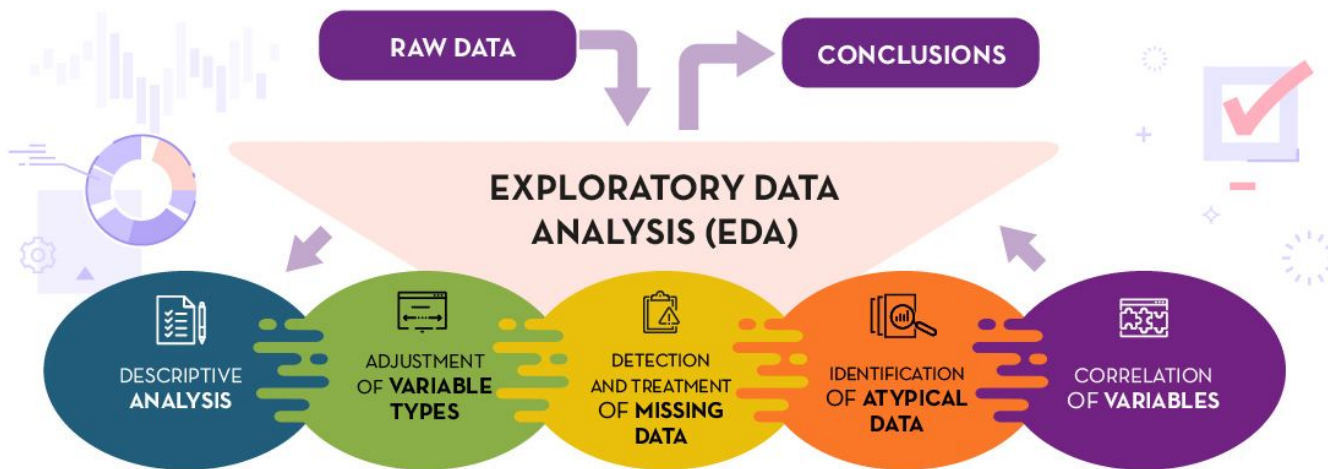 RAW DATA
CONCLUSIONS
EXPLORATORY DATA
ANALYSIS (EDA)
DESCRIPTIVE
ANALYSIS
ADJUSTMENT
OF VARIABLE
TYPES
DETECTION
AND TREATMENT
OF MISSING
DATA
IDENTIFICATION
OF ATYPICAL
DATA
CORRELATION
OF VARIABLES